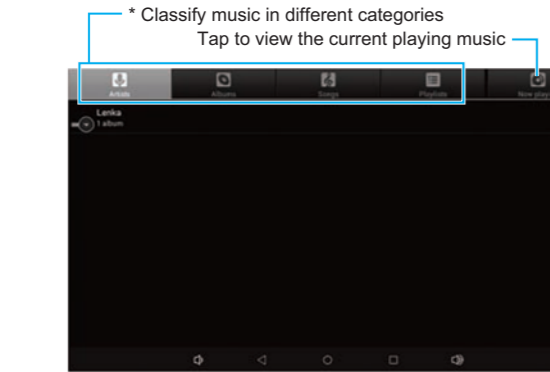 * Classify music in different categories
Tap to view the current playing music
Artists
Albums
Songs
Playlists
Now play
Lenka
1 album